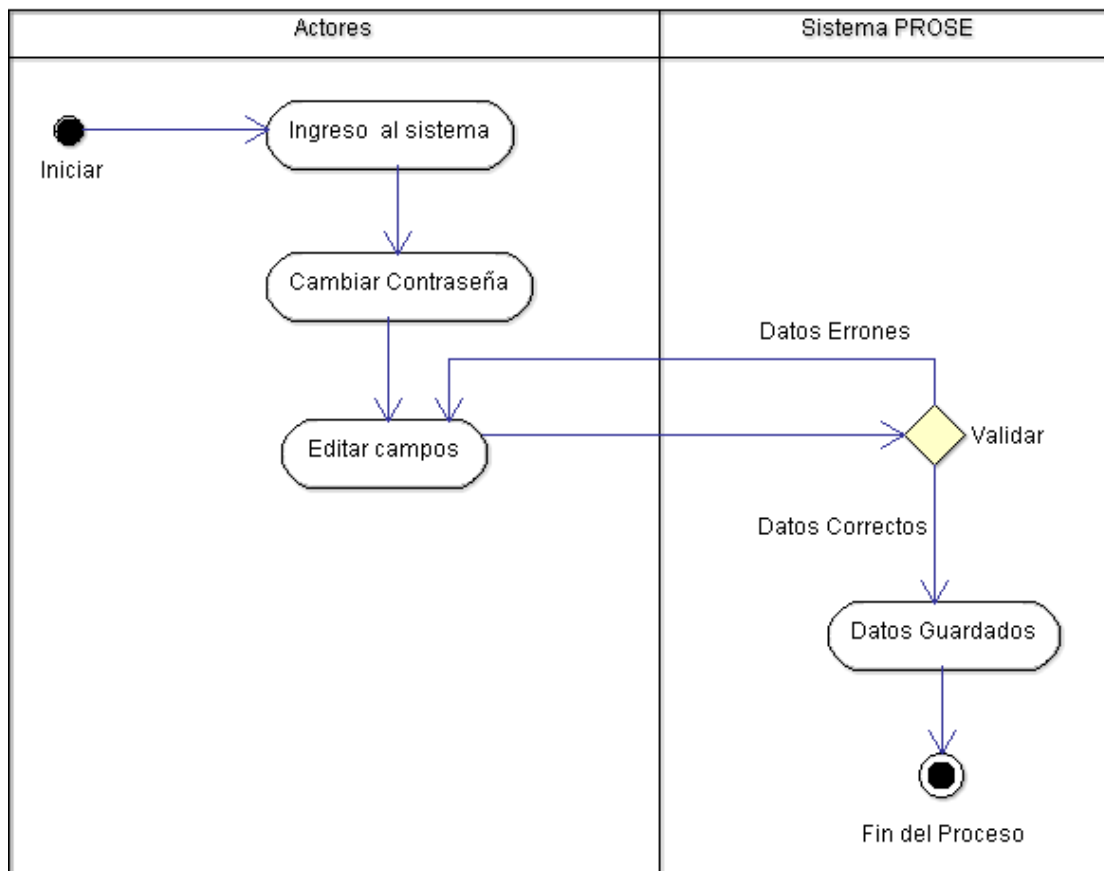 Actores
Sistema PROSE
Ingreso al sistema
Iniciar
Cambiar Contraseña
Datos Errones
Editar campos
Validar
Datos Correctos
Datos Guardados
Fin del Proceso